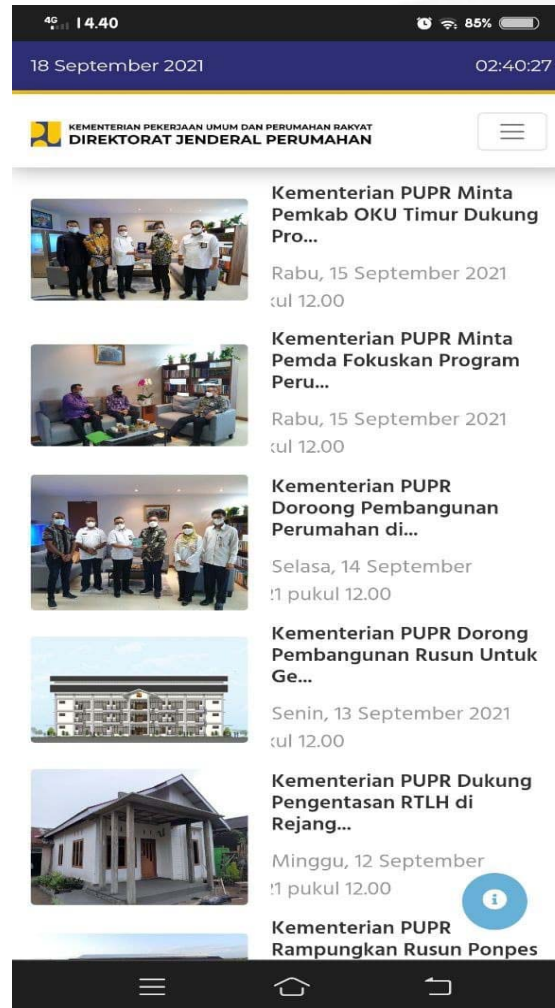 4G 14.40 85%
18 September 2021 02:40:27
KEMENTERIAN PEKERJAAN UMUM DAN PERUMAHAN RAKYAT
DIREKTORAT JENDERAL PERUMAHAN
Kementerian PUPR Minta
Pemkab OKU Timur Dukung
Pro...
Rabu, 15 September 2021
kul 12.00
Kementerian PUPR Minta
Pemda Fokuskan Program
Peru...
Rabu, 15 September 2021
kul 12.00
Kementerian PUPR
Doroong Pembangunan
Perumahan di...
Selasa, 14 September
21 pukul 12.00
Kementerian PUPR Dorong
Pembangunan Rusun Untuk
Ge...
Senin, 13 September 2021
kul 12.00
Kementerian PUPR Dukung
Pengentasan RTLH di
Rejang...
Minggu, 12 September
21 pukul 12.00
Kementerian PUPR
Rampungkan Rusun Ponpes